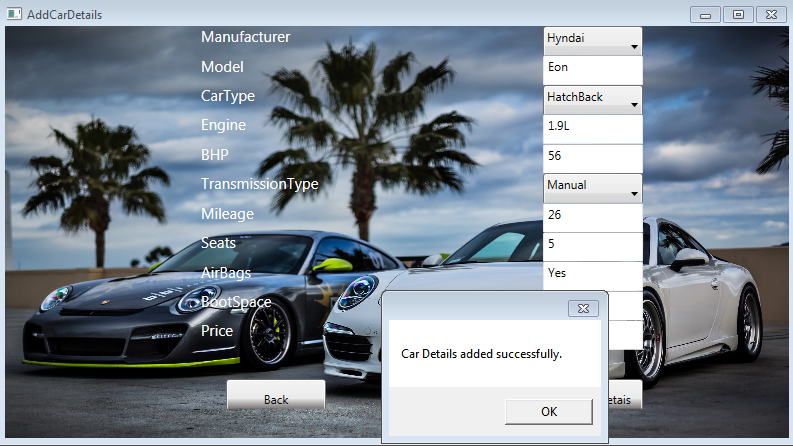 AddCarDetails
Manufacturer
Hyndai
Model
Eon
CarType
HatchBack
Engine
1.9L
BHP
56
TransmissionType
Manual
Mileage
26
Seats
5
AirBags
Yes
BootSpace
Price
Car Details added successfully.
OK
Back
etais